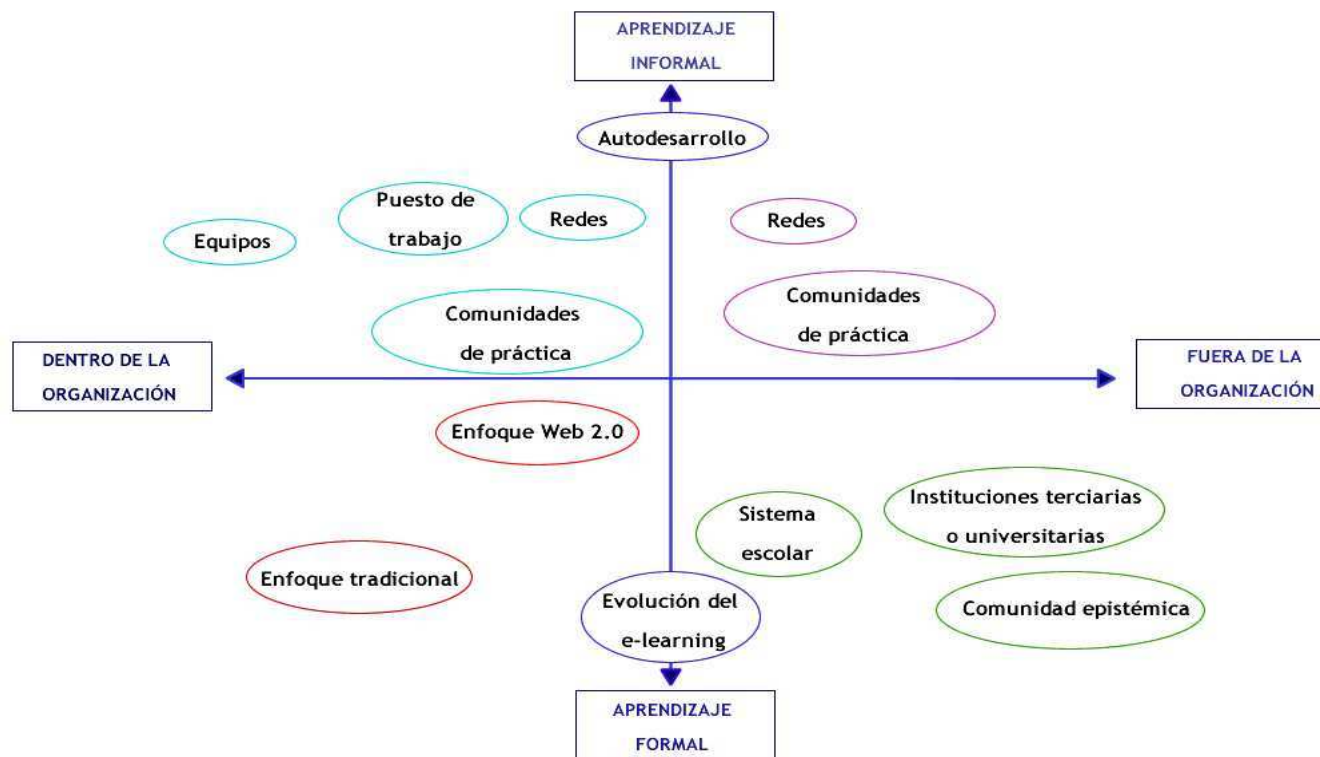 APRENDIZAJE
INFORMAL
Autodesarrollo
Puesto de
trabajo
Redes
Redes
Equipos
Comunidades
de práctica
Comunidades
de práctica
DENTRO DE LA
ORGANIZACIÓN
FUERA DE LA
ORGANIZACIÓN
Enfoque Web 2.0
Sistema
escolar
Instituciones terciarias
o universitarias
Enfoque tradicional
Evolución del
e-learning
Comunidad epistémica
APRENDIZAJE
FORMAL